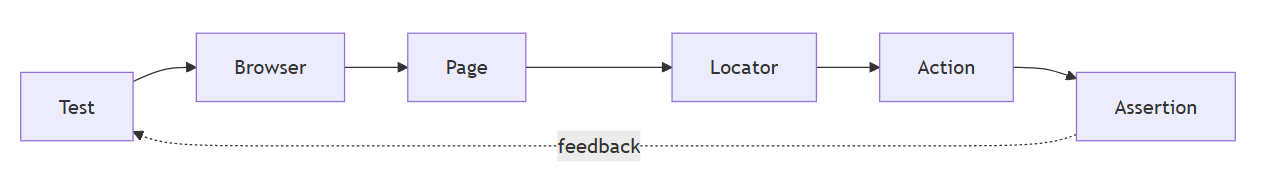 Test
Browser
Page
Locator
Action
Assertion
feedback